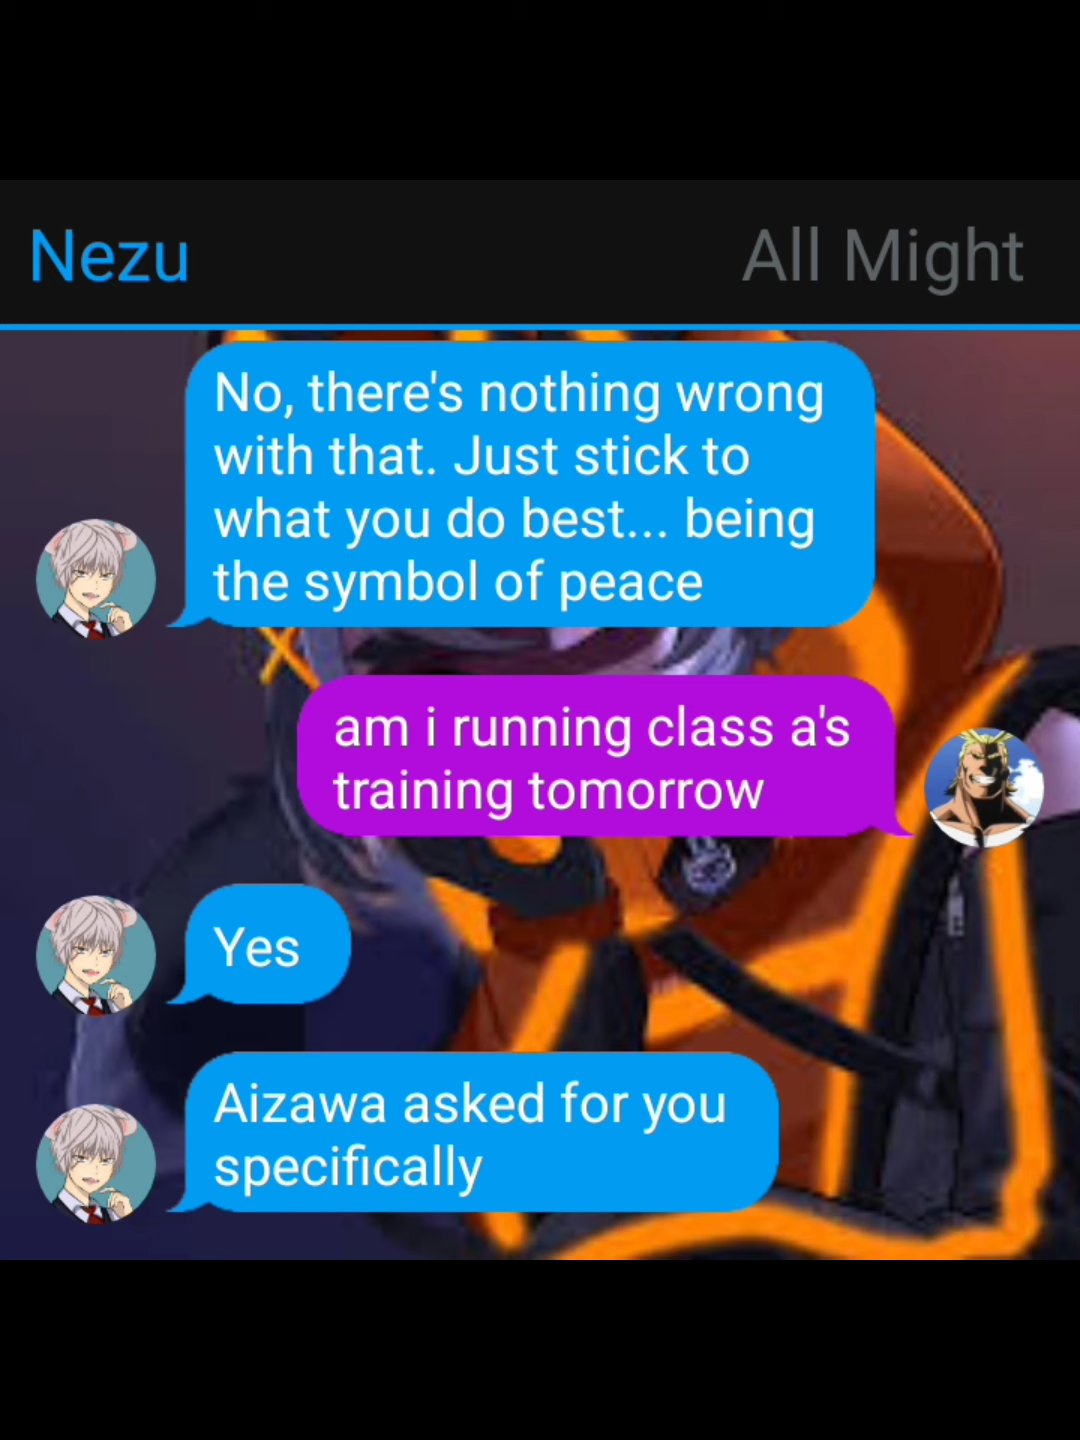 Nezu
All Might
No, there's nothing wrong
with that. Just stick to
what you do best... being
the symbol of peace
am i running class a's
training tomorrow
Yes
Aizawa asked for you
specifically